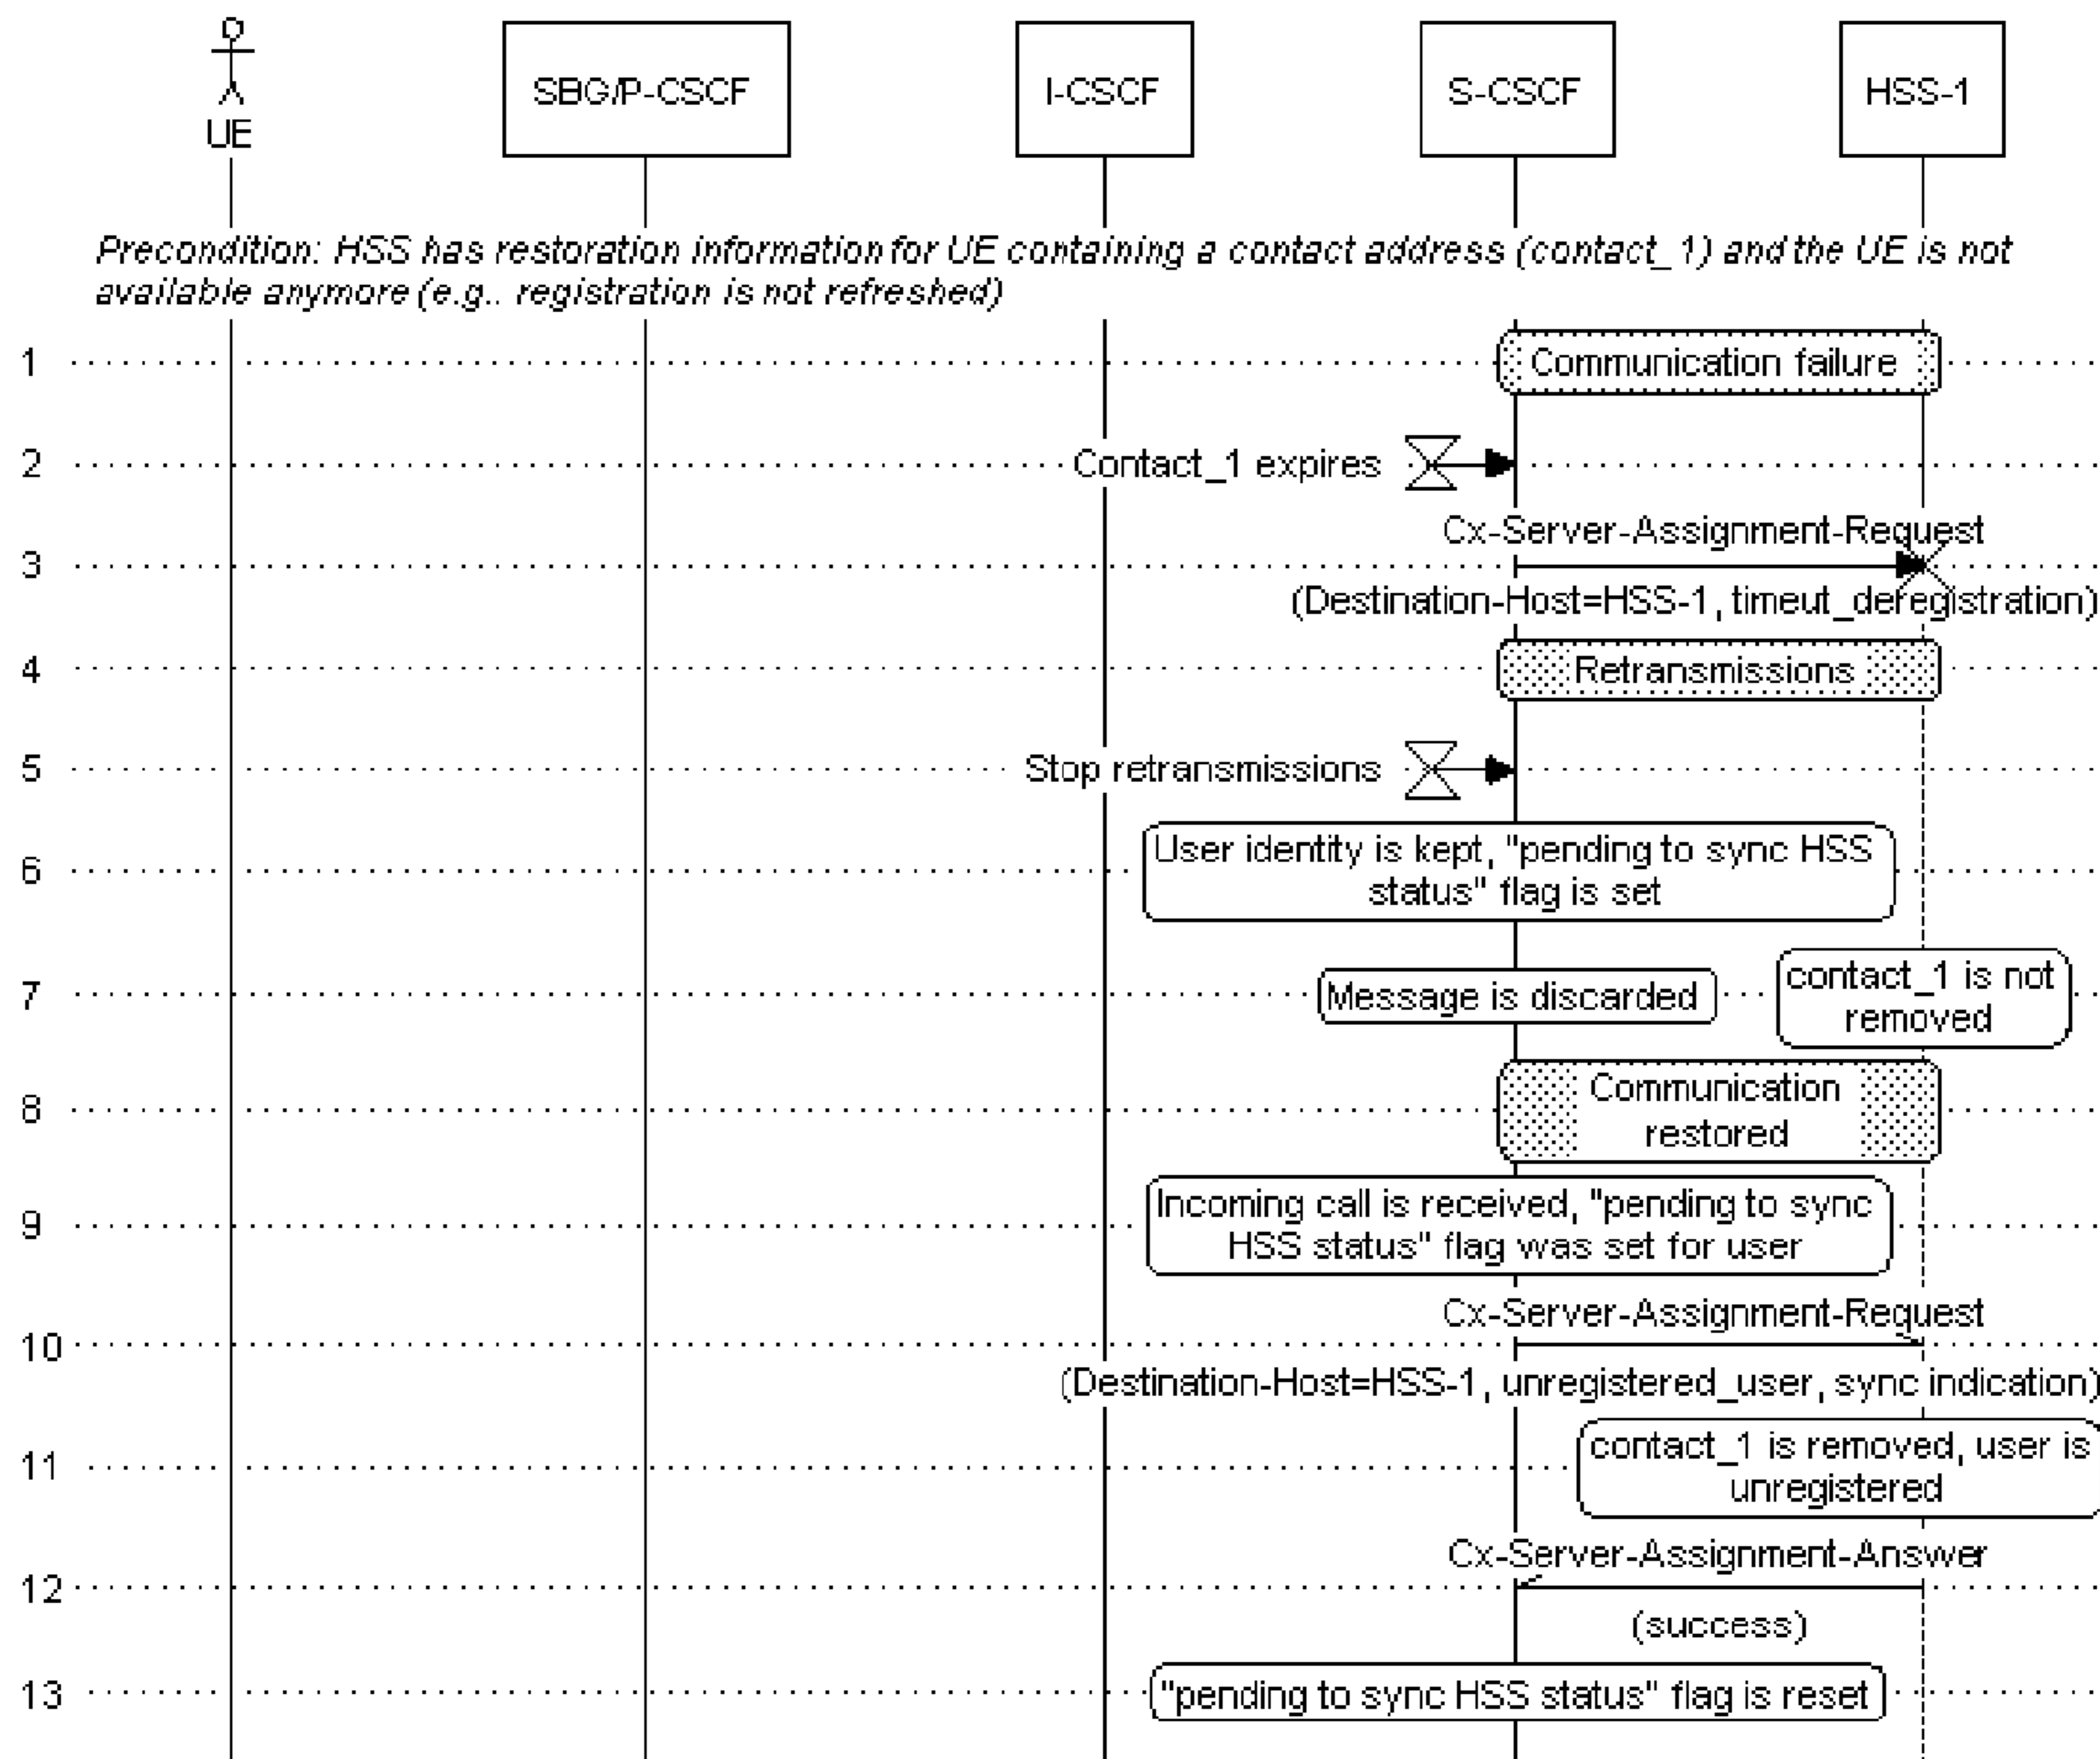 A
UE
SBG/P-CSCF
I-CSCF
S-CSCF
HSS-1
Precondition: HSS has restoration information for UE containing a contact address (contact_1) and the UE is not
available anymore (e.g.. registration is not refreshed)
1
Communication failure
2
Contact_1 expires
Cx-Server-Assignment-Request
3
(Destination-Host=HSS-1, timeut_deregistration)
4
Retransmissions
5
Stop retransmissions
6
User identity is kept, "pending to sync HSS
status" flag is set
7
Message is discarded
contact_1 is not
removed
8
Communication
restored
9
Incoming call is received, "pending to sync
HSS status" flag was set for user
Cx-Server-Assignment-Request
10
(Destination-Host=HSS-1, unregistered_user, sync indication)
11
contact_1 is removed, user is
unregistered
Cx-Server-Assignment-Answer
12
(success)
13
"pending to sync HSS status" flag is reset